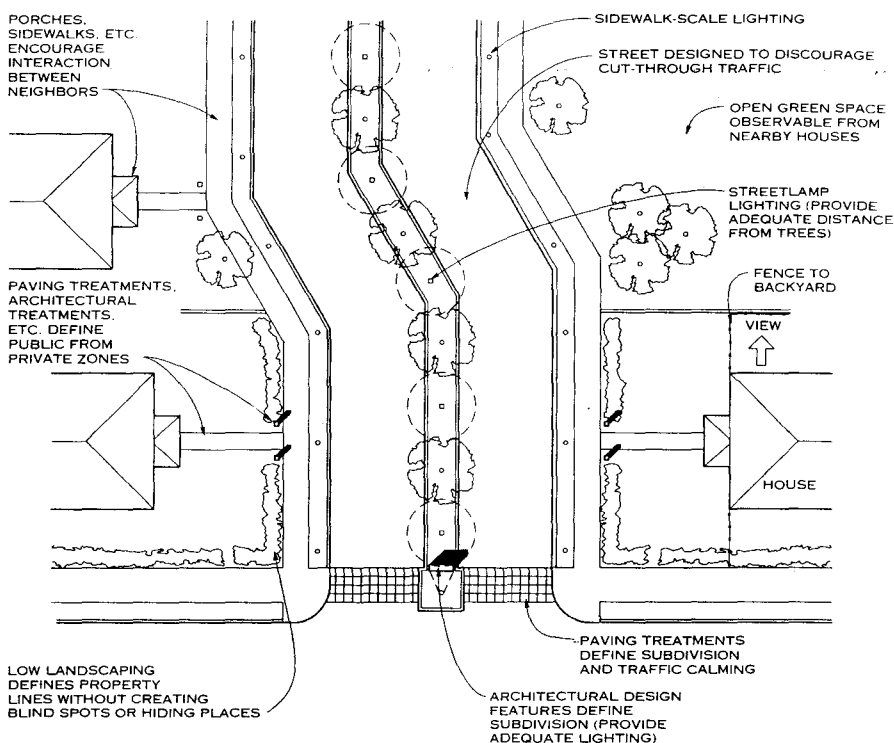 PORCHES,
SIDEWALKS, ETC.
ENCOURAGE
INTERACTION
BETWEEN
NEIGHBORS
SIDEWALK-SCALE LIGHTING
STREET DESIGNED TO DISCOURAGE
CUT-THROUGH TRAFFIC
OPEN GREEN SPACE
OBSERVABLE FROM
NEARBY HOUSES
STREETLAMP
LIGHTING (PROVIDE
ADEQUATE DISTANCE
FROM TREES)
FENCE TO
BACKYARD
VIEW
PAVING TREATMENTS,
ARCHITECTURAL
TREATMENTS,
ETC. DEFINE
PUBLIC FROM
PRIVATE ZONES
HOUSE
LOW LANDSCAPING
DEFINES PROPERTY
LINES WITHOUT CREATING
BLIND SPOTS OR HIDING PLACES
PAVING TREATMENTS
DEFINE SUBDIVISION
AND TRAFFIC CALMING
ARCHITECTURAL DESIGN
FEATURES DEFINE
SUBDIVISION (PROVIDE
ADEQUATE LIGHTING)